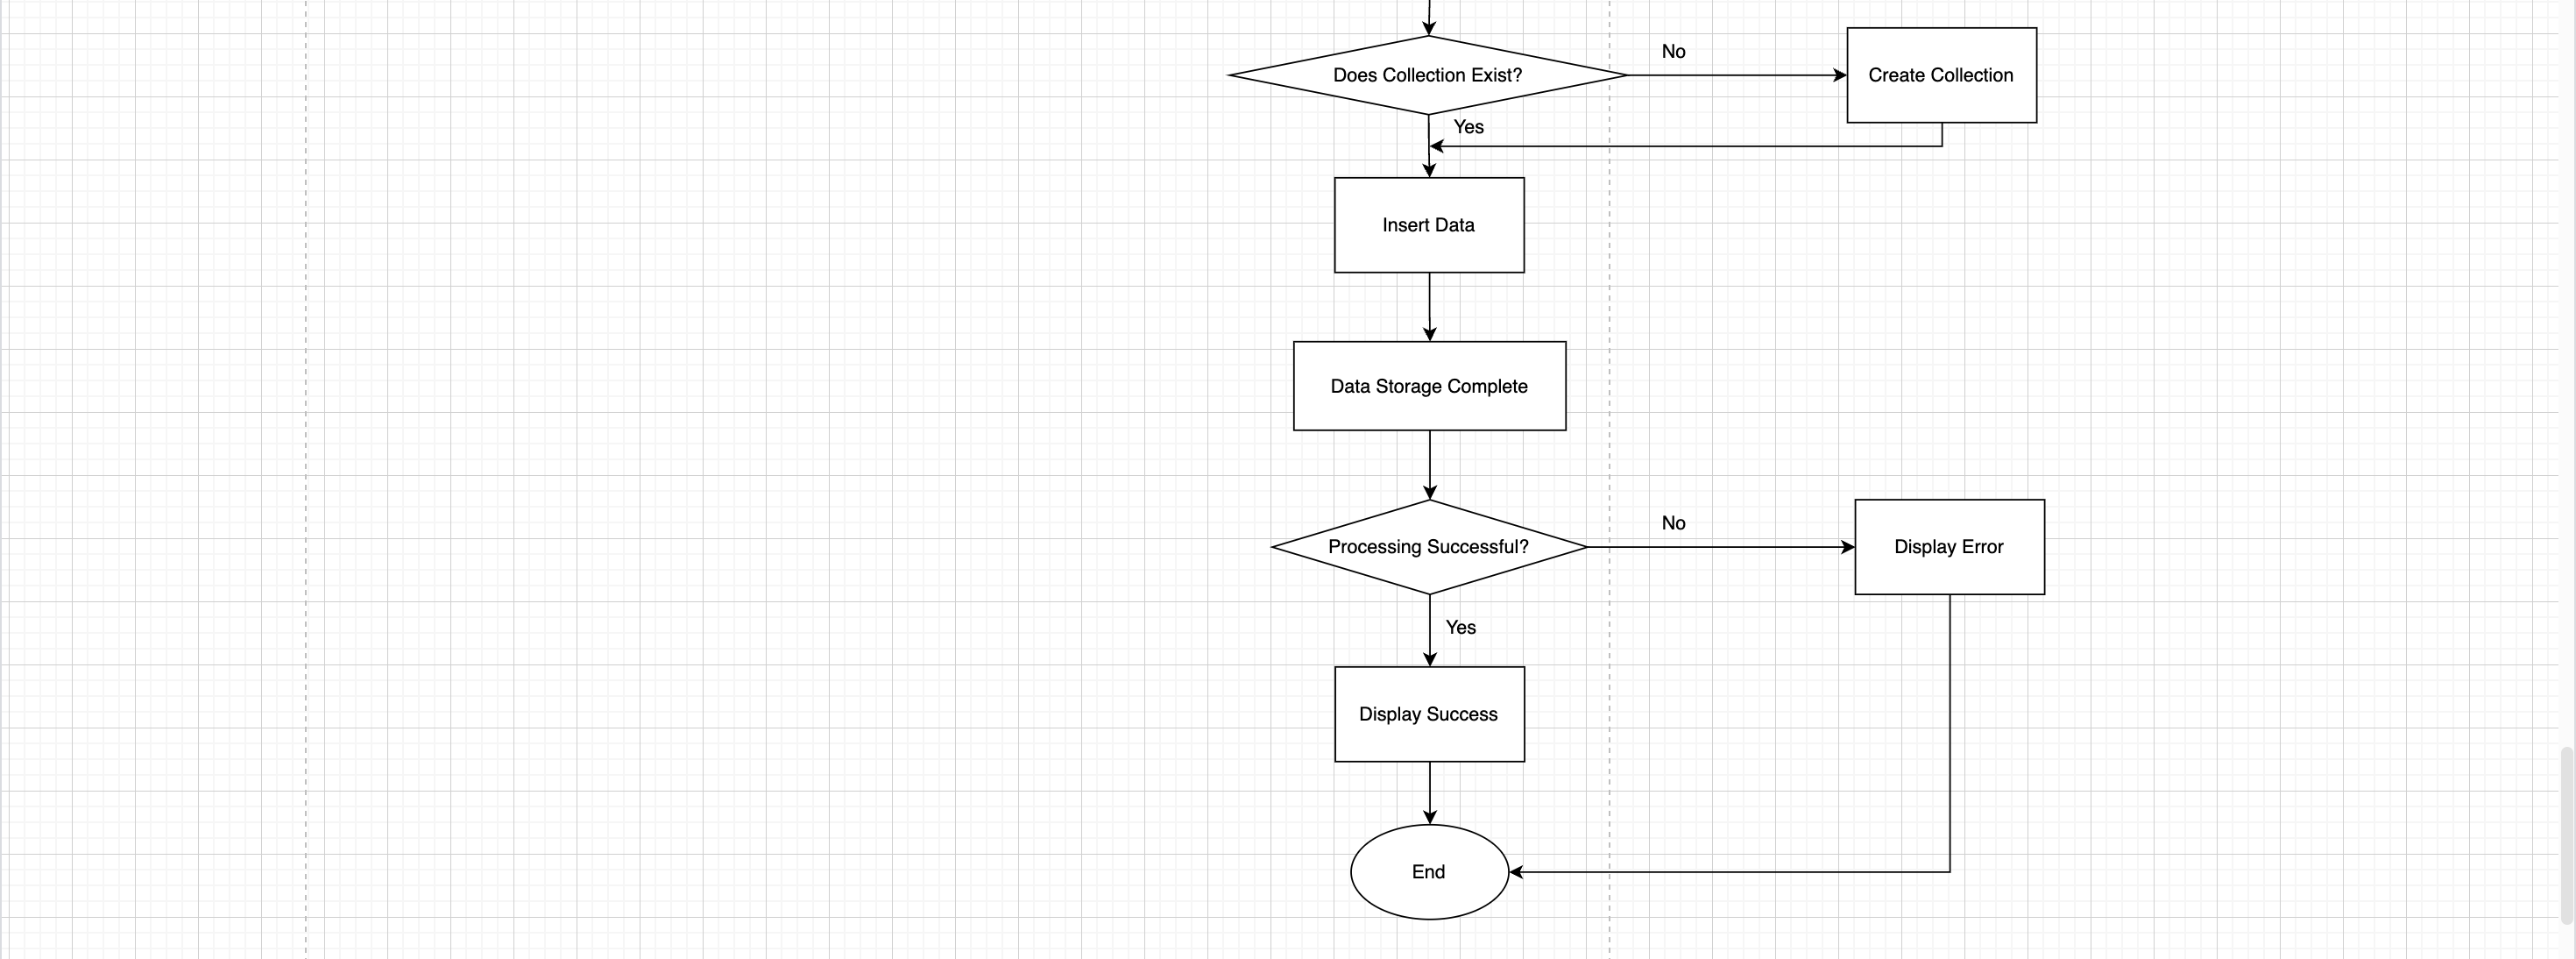 No
Does Collection Exist?
Create Collection
Yes
Insert Data
Data Storage Complete
No
Processing Successful?
Display Error
Yes
Display Success
End